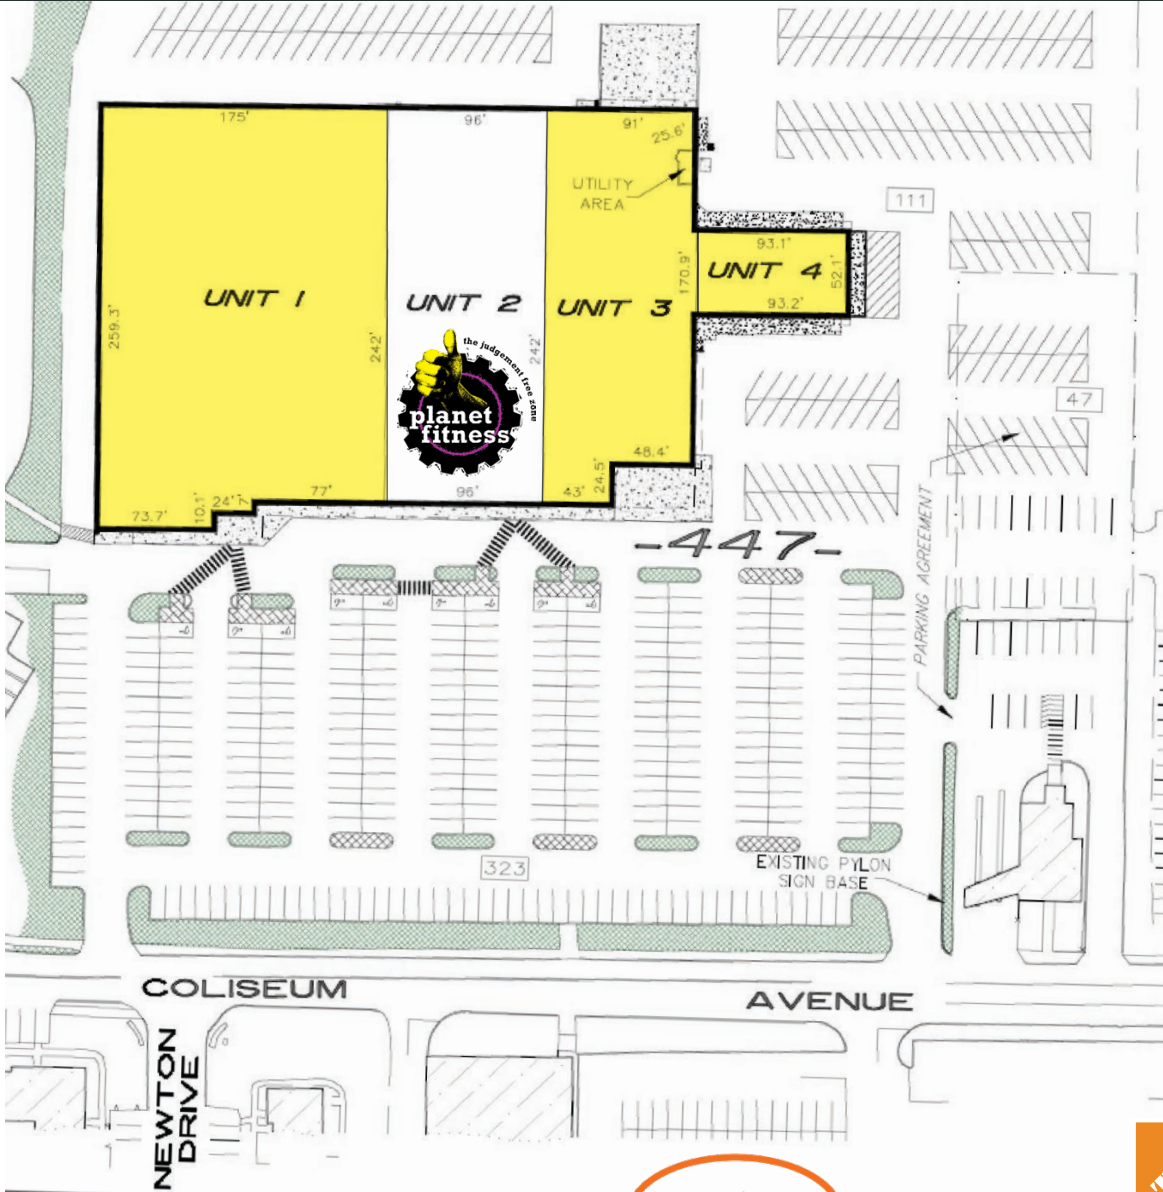 175'
96'
91'
25.6'
UTILITY
AREA
111
93.1'
UNIT 4
52.1'
93.2'
170.9'
UNIT 1
UNIT 2
UNIT 3
259.3'
242'
242'
the judgement free zone
planet
fitness
47
48.4'
24.5'
77'
96'
43'
24'
7'
10.1'
73.7'
-447-
PARKING AGREEMENT
323
EXISTING PYLON
SIGN BASE
COLISEUM
AVENUE
NEWTON
DRIVE